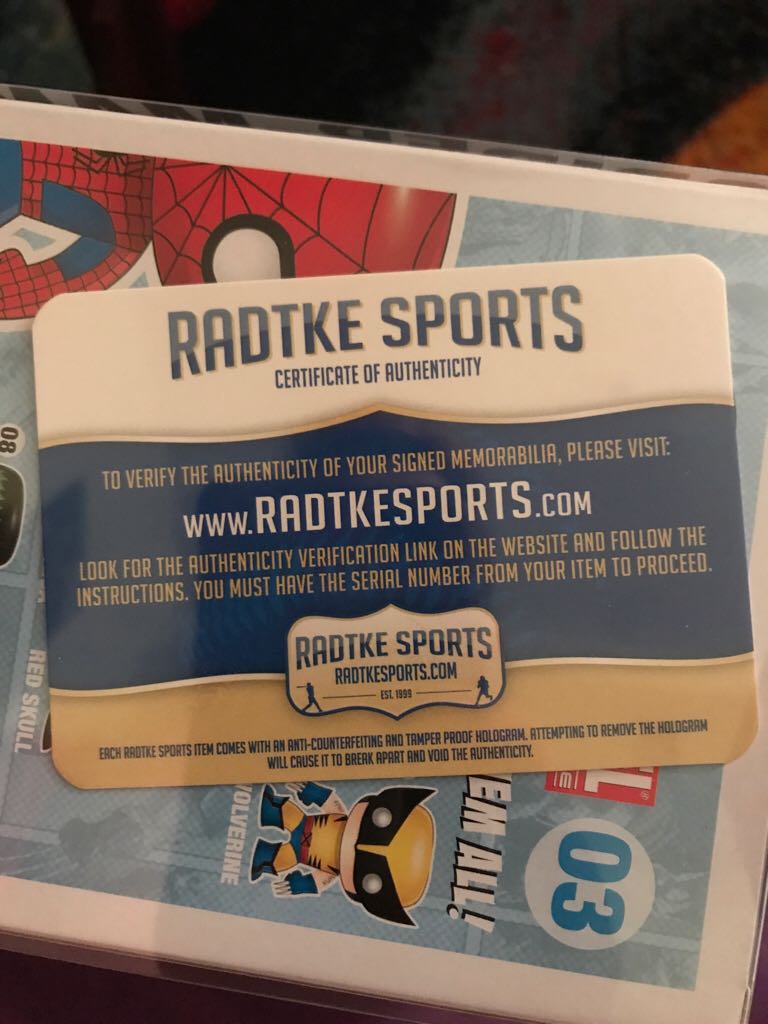 RADTKE SPORTS
CERTIFICATE OF AUTHENTICITY
TO VERIFY THE AUTHENTICITY OF YOUR SIGNED MEMORABILIA, PLEASE VISIT:
WWW.RADTKESPORTS.COM
LOOK FOR THE AUTHENTICITY VERIFICATION LINK ON THE WEBSITE AND FOLLOW THE
INSTRUCTIONS. YOU MUST HAVE THE SERIAL NUMBER FROM YOUR ITEM TO PROCEED.
RADTKE SPORTS
RADTKESPORTS.COM
EST. 1999
EACH RADTKE SPORTS ITEM COMES WITH AN ANTI-COUNTERFEITING AND TAMPER PROOF HOLOGRAM. ATTEMPTING TO REMOVE THE HOLOGRAM
WILL CAUSE IT TO BREAK APART AND VOID THE AUTHENTICITY.
08
RED SKULL
WOLVERINE
'EM ALL!
03